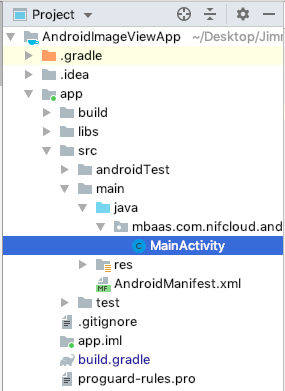 Project
AndroidImageViewApp ~/Desktop/Jimm
.gradle
.idea
app
build
libs
src
androidTest
main
java
mbaas.com.nifcloud.and
MainActivity
res
AndroidManifest.xml
test
.gitignore
app.iml
build.gradle
proguard-rules.pro